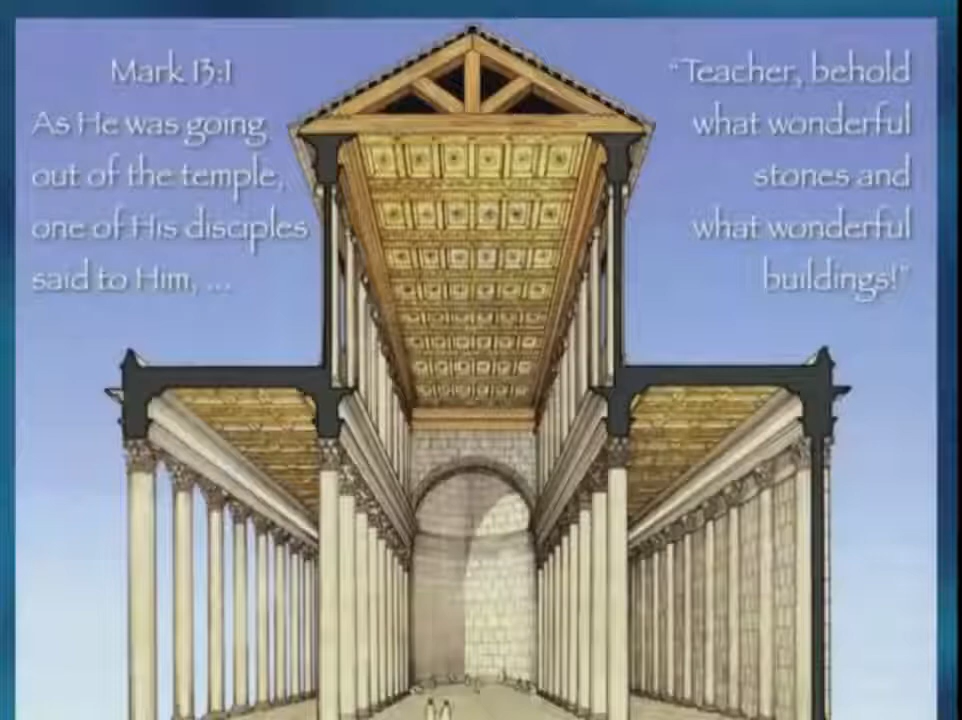 Mark 13:1
As He was going
out of the temple,
one of His disciples
said to Him, ...
"Teacher, behold
what wonderful
stones and
what wonderful
buildings!"